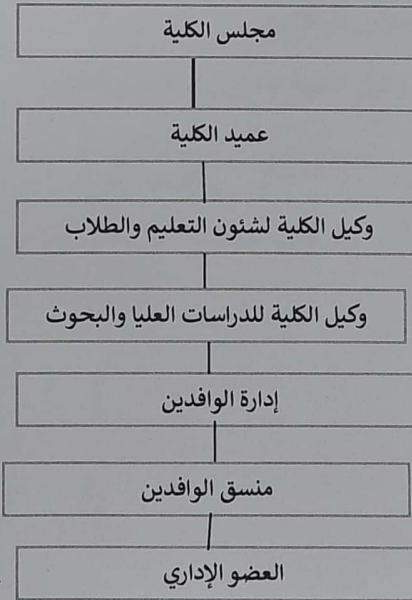 مجلس الكلية
عميد الكلية
وكيل الكلية لشئون التعليم والطلاب
وكيل الكلية للدراسات العليا والبحوث
إدارة الوافدين
منسق الوافدين
العضو الإداري